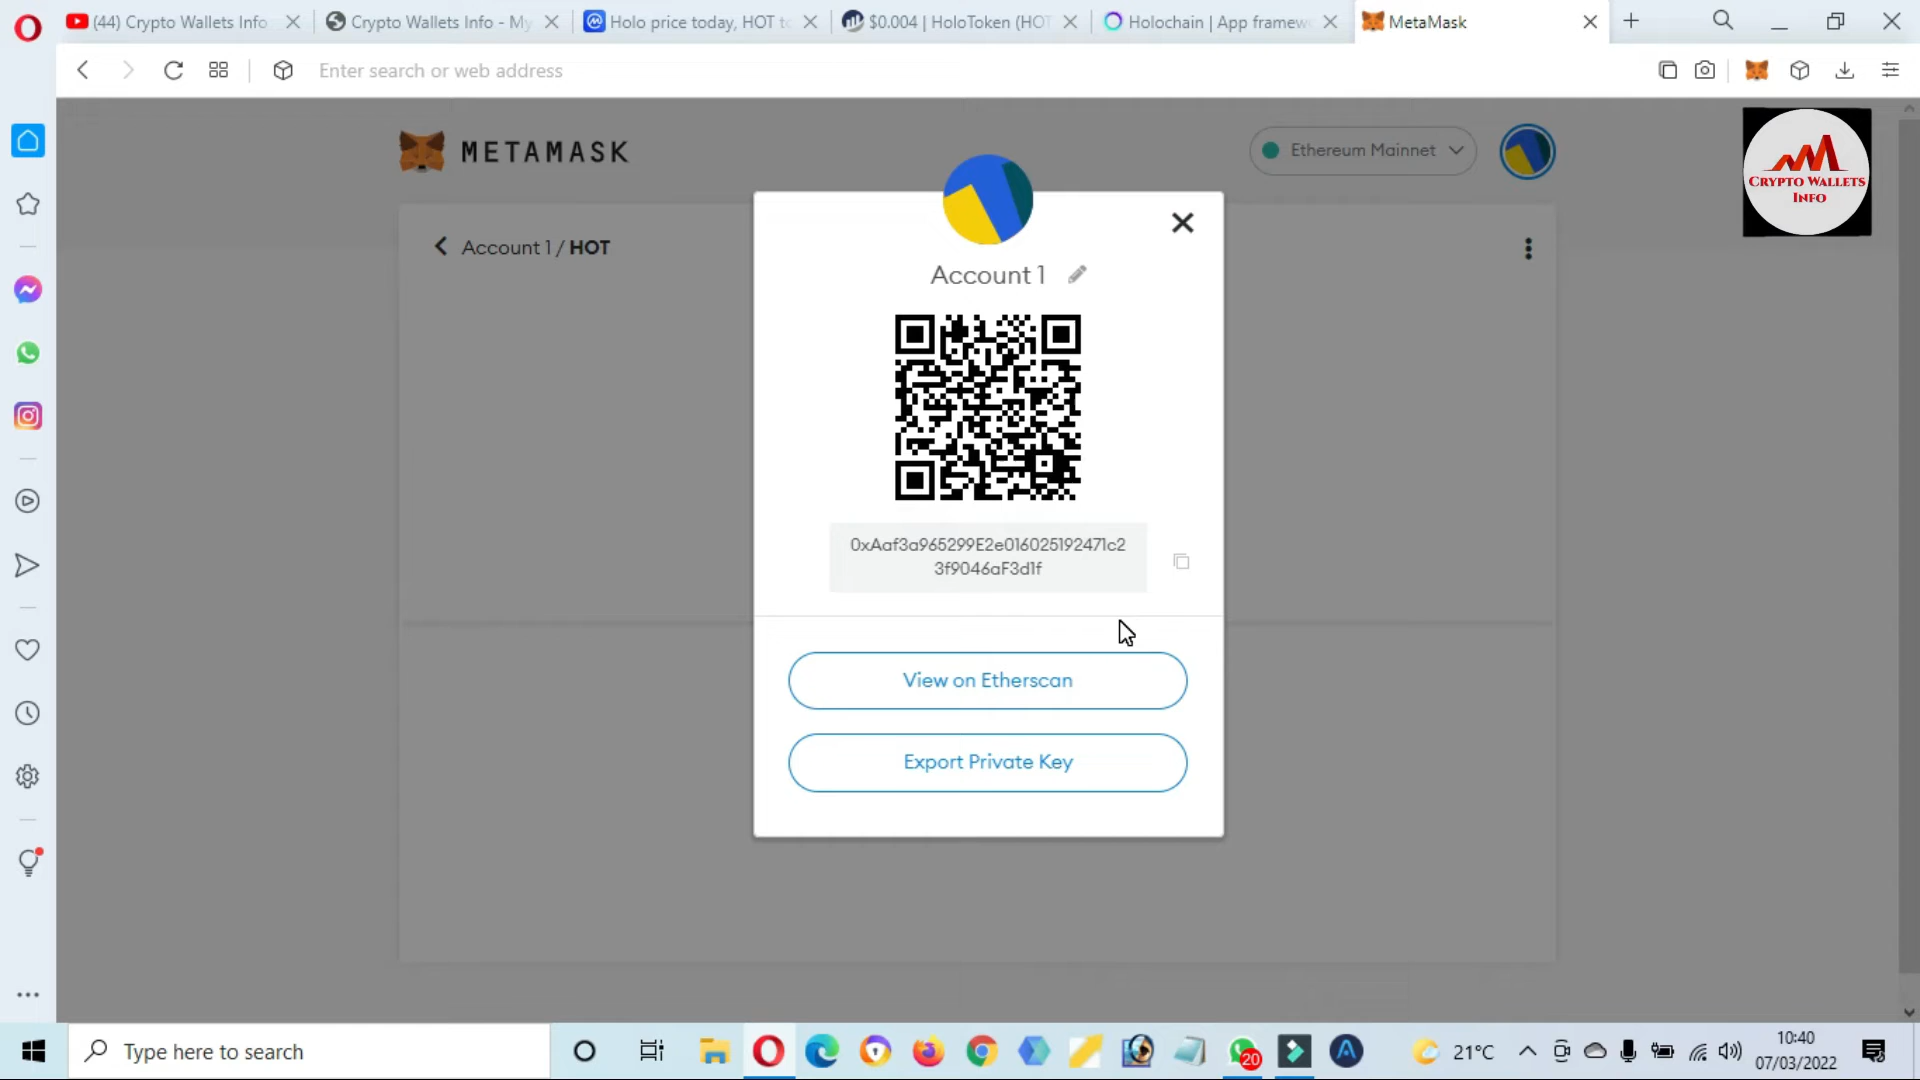 (44) Crypto Wallets Info
Crypto Wallets Info - My
Holo price today, HOT to
$0.004 | HoloToken (HOT
Holochain | App framew
MetaMask
Enter search or web address
METAMASK
Ethereum Mainnet
CRYPTO WALLETS
INFO
Account 1 / HOT
Account 1
0xAaf3a965299E2e016025192471c2
3f9046aF3d1f
View on Etherscan
Export Private Key
Type here to search
20
21°C
10:40
07/03/2022